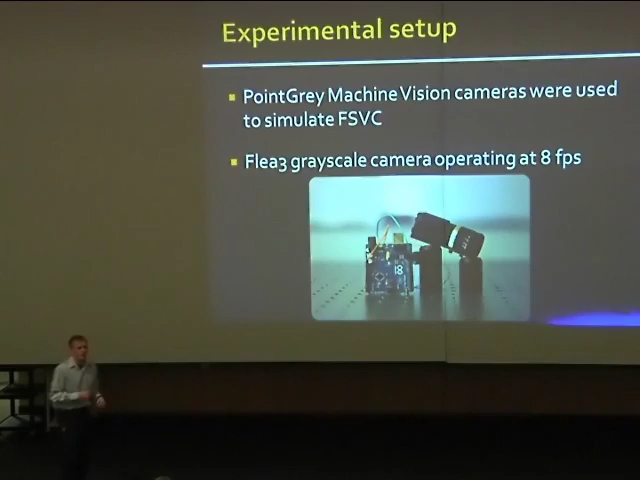 Experimental setup
PointGrey Machine Vision cameras were used
to simulate FSVC
Flea3 grayscale camera operating at 8 fps